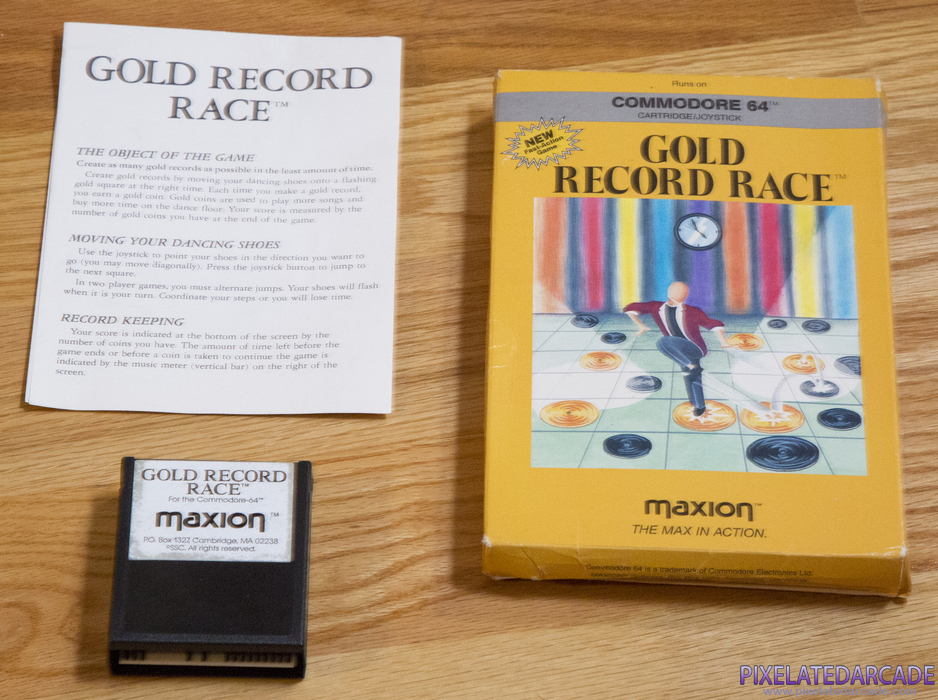 GOLD RECORD
RACE™
THE OBJECT OF THE GAME
Create as many gold records as possible in the least amount of time.
Create gold records by moving your dancing shoes onto a flashing
gold square at the right time. Each time you make a gold record,
you earn a gold coin. Gold coins are used to play more songs and
buy more time on the dance floor. Your score is measured by the
number of gold coins you have at the end of the game.
MOVING YOUR DANCING SHOES
Use the joystick to point your shoes in the direction you want to
go (you may move diagonally). Press the joystick button to jump to
the next square.
In two player games, you must alternate jumps. Your shoes will flash
when it is your turn. Coordinate your steps or you will lose time.
RECORD KEEPING
Your score is indicated at the bottom of the screen by the
number of coins you have. The amount of time left before the
game ends or before a coin is taken to continue the game is
indicated by the music meter (vertical bar) on the right of the
screen.
Runs on
COMMODORE 64™
CARTRIDGE/JOYSTICK
NEW
Fast-Action
Game
GOLD
RECORD RACE™
maxion™
THE MAX IN ACTION.
Commodore 64 is a trademark of Commodore Electronics Ltd.
GOLD RECORD
RACE™
For the Commodore-64™
maxion™
P.O. Box 1327, Cambridge, MA 02238
©SSC, All rights reserved.
PIXELATEDARCADE
www.pixelatedarcade.com